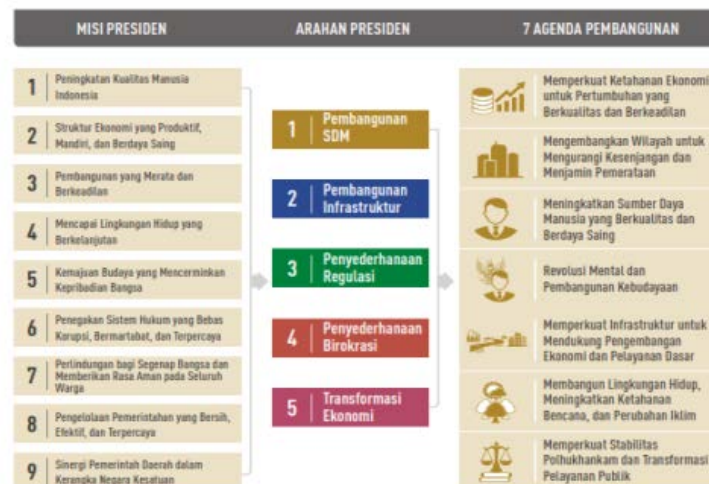 MISI PRESIDEN
ARAHAN PRESIDEN
7 AGENDA PEMBANGUNAN
1
Peningkatan Kualitas Manusia
Indonesia
2
Struktur Ekonomi yang Produktif,
Mandiri, dan Berdaya Saing
3
Pembangunan yang Merata dan
Berkeadilan
4
Mencapai Lingkungan Hidup yang
Berkelanjutan
5
Kemajuan Budaya yang Mencerminkan
Kepribadian Bangsa
6
Penegakan Sistem Hukum yang Bebas
Korupsi, Bermartabat, dan Terpercaya
7
Perlindungan bagi Segenap Bangsa dan
Memberikan Rasa Aman pada Seluruh
Warga
8
Pengelolaan Pemerintahan yang Bersih,
Efektif, dan Terpercaya
9
Sinergi Pemerintah Daerah dalam
Kerangka Negara Kesatuan
1
Pembangunan
SDM
2
Pembangunan
Infrastruktur
3
Penyederhanaan
Regulasi
4
Penyederhanaan
Birokrasi
5
Transformasi
Ekonomi
Memperkuat Ketahanan Ekonomi
untuk Pertumbuhan yang
Berkualitas dan Berkeadilan
Mengembangkan Wilayah untuk
Mengurangi Kesenjangan dan
Menjamin Pemerataan
Meningkatkan Sumber Daya
Manusia yang Berkualitas dan
Berdaya Saing
Revolusi Mental dan
Pembangunan Kebudayaan
Memperkuat Infrastruktur untuk
Mendukung Pengembangan
Ekonomi dan Pelayanan Dasar
Membangun Lingkungan Hidup,
Meningkatkan Ketahanan
Bencana, dan Perubahan Iklim
Memperkuat Stabilitas
Polhukhankam dan Transformasi
Pelayanan Publik